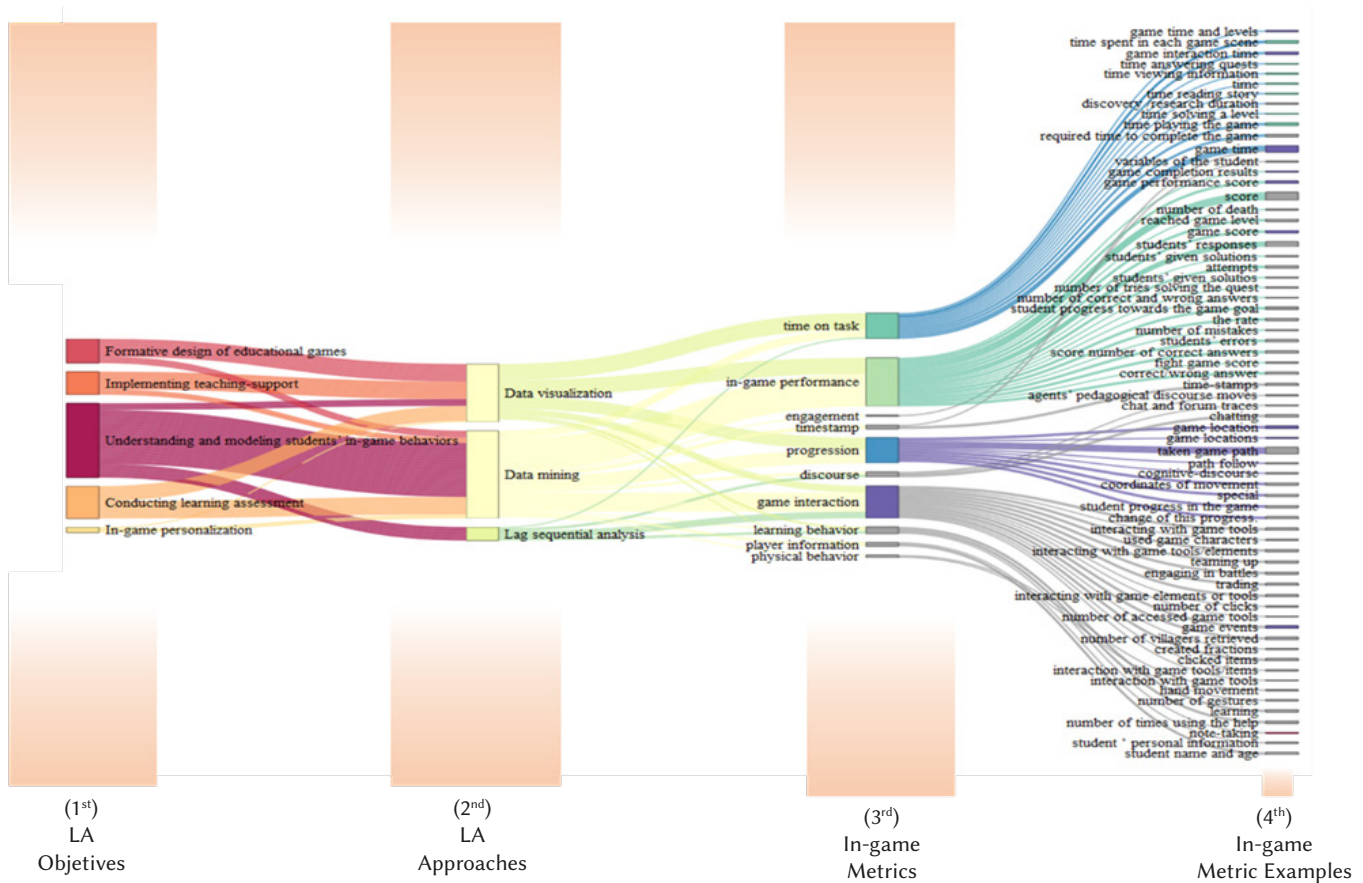 Formative design of educational games
Implementing teaching-support
Understanding and modeling students' in-game behaviors
Conducting learning assessment
In-game personalization
Data visualization
Data mining
Lag sequential analysis
time on task
in-game performance
engagement
timestamp
progression
discourse
game interaction
learning behavior
player information
physical behavior
game time and levels
time spent in each game scene
game interaction time
time answering quests
time viewing information
time
time reading story
discovery research duration
time solving a level
time playing the game
required time to complete the game
game time
variables of the student
game completion results
game performance score
score
number of death
reached game level
game score
students' responses
students' given solutions
attempts
students' given solutios
number of tries solving the quest
number of correct and wrong answers
student progress towards the game goal
the rate
number of mistakes
students' errors
score number of correct answers
fight game score
correct/wrong answer
time-stamps
agents' pedagogical discourse moves
chat and forum traces
chatting
game location
game locations
taken game path
path follow
cognitive-discourse
coordinates of movement
special
student progress in the game
change of this progress.
interacting with game tools
used game characters
interacting with game tools elements
teaming up
engaging in battles
trading
interacting with game elements or tools
number of clicks
number of accessed game tools
game events
number of villagers retrieved
created fractions
clicked items
interaction with game tools/items
interaction with game tools
hand movement
number of gestures
learning
number of times using the help
note-taking
student ' personal information
student name and age
(1st)
LA
Objetives
(2nd)
LA
Approaches
(3rd)
In-game
Metrics
(4th)
In-game
Metric Examples